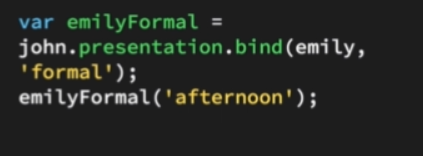 var emilyFormal =
john.presentation.bind(emily,
'formal');
emilyFormal('afternoon');